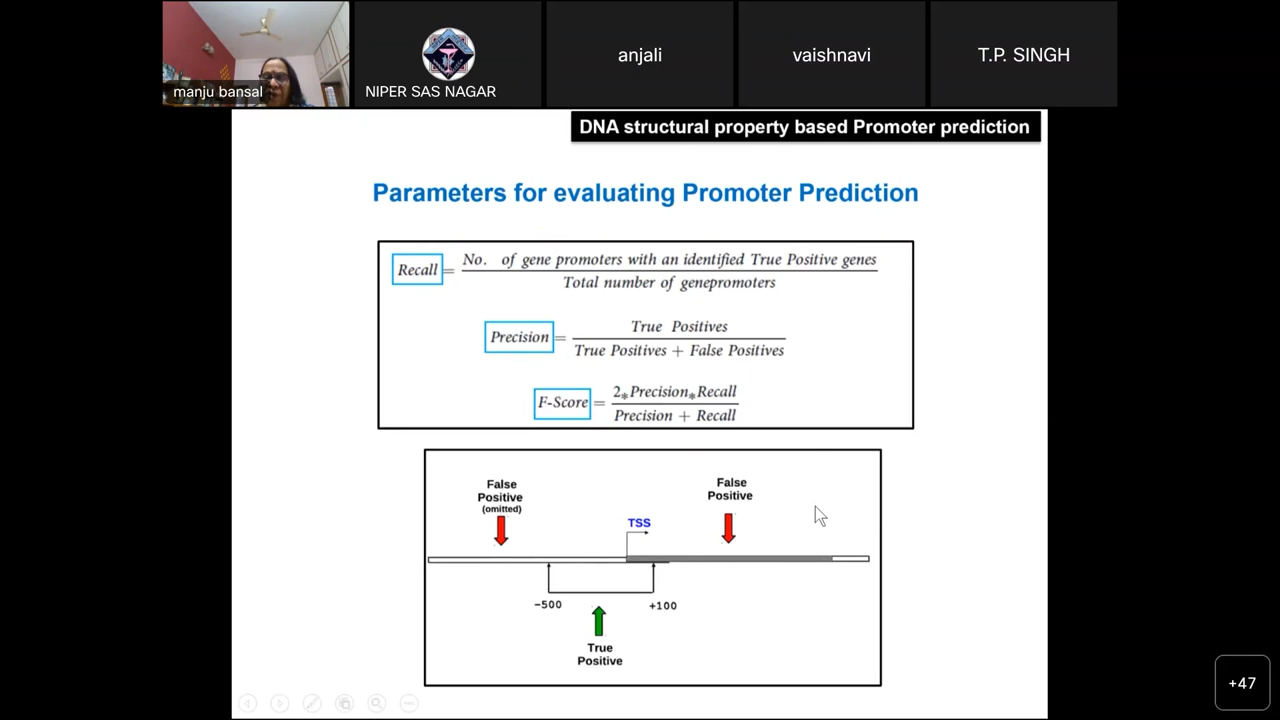 manju bansal
NIPER SAS NAGAR
anjali
vaishnavi
T.P. SINGH
DNA structural property based Promoter prediction
Parameters for evaluating Promoter Prediction
Recall = No. of gene promoters with an identified True Positive genes
Total number of genepromoters
Precision = True Positives
True Positives + False Positives
F-Score = 2*Precision*Recall
Precision + Recall
False
Positive
(omitted)
False
Positive
TSS
-500
+100
True
Positive
+47